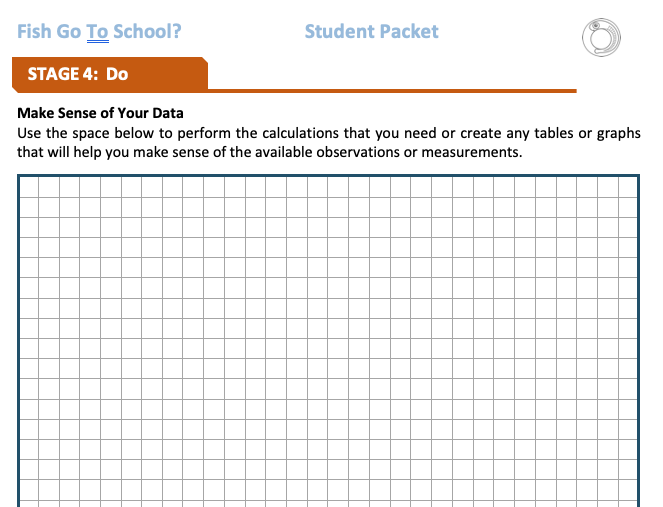 Fish Go To School? Student Packet
STAGE 4: Do
Make Sense of Your Data
Use the space below to perform the calculations that you need or create any tables or graphs
that will help you make sense of the available observations or measurements.